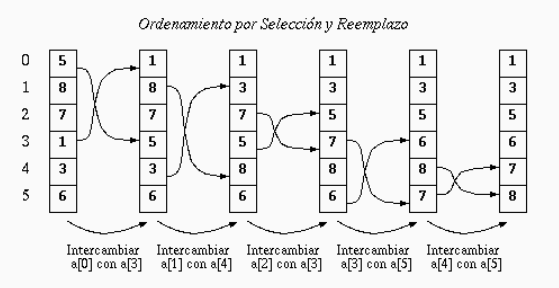 Ordenamiento por Selección y Reemplazo
0 5 1 1 1 1 1
1 8 8 3 3 3 3
2 7 7 7 5 5 5
3 1 5 5 7 6 6
4 3 3 8 8 8 7
5 6 6 6 6 7 8
Intercambiar Intercambiar Intercambiar Intercambiar Intercambiar
a[0] con a[3] a[1] con a[4] a[2] con a[3] a[3] con a[5] a[4] con a[5]